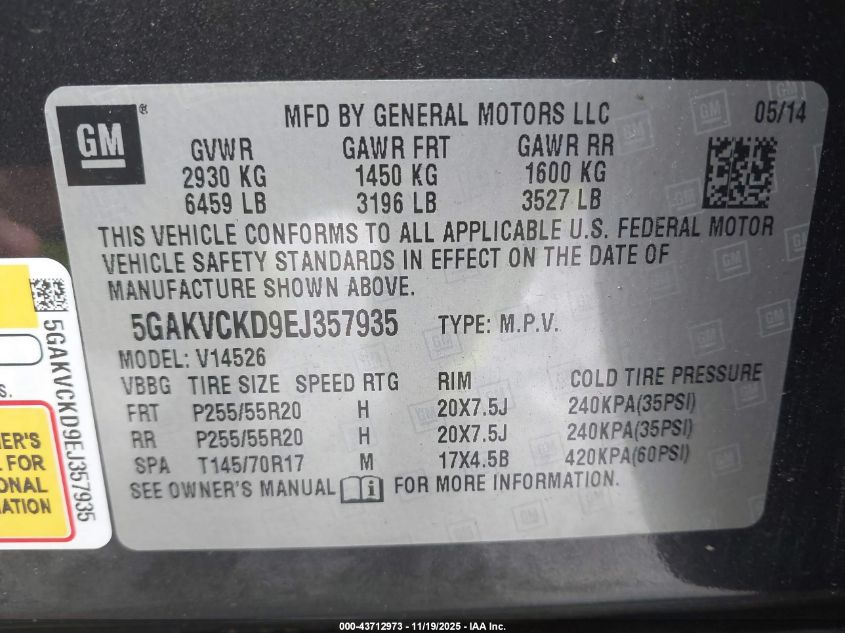 GM®
MFD BY GENERAL MOTORS LLC 05/14
GVWR GAWR FRT GAWR RR
2930 KG 1450 KG 1600 KG
6459 LB 3196 LB 3527 LB
THIS VEHICLE CONFORMS TO ALL APPLICABLE U.S. FEDERAL MOTOR
VEHICLE SAFETY STANDARDS IN EFFECT ON THE DATE OF
MANUFACTURE SHOWN ABOVE.
5GAKVCKD9EJ357935 TYPE: M.P.V.
MODEL: V14526
VBBG TIRE SIZE SPEED RTG RIM COLD TIRE PRESSURE
FRT P255/55R20 H 20X7.5J 240KPA(35PSI)
RR P255/55R20 H 20X7.5J 240KPA(35PSI)
SPA T145/70R17 M 17X4.5B 420KPA(60PSI)
SEE OWNER'S MANUAL FOR MORE INFORMATION.
5GAKVCKD9EJ357935
S.
ER'S
FOR
ONAL
ATION
000-43712973 - 11/19/2025 - IAA Inc.